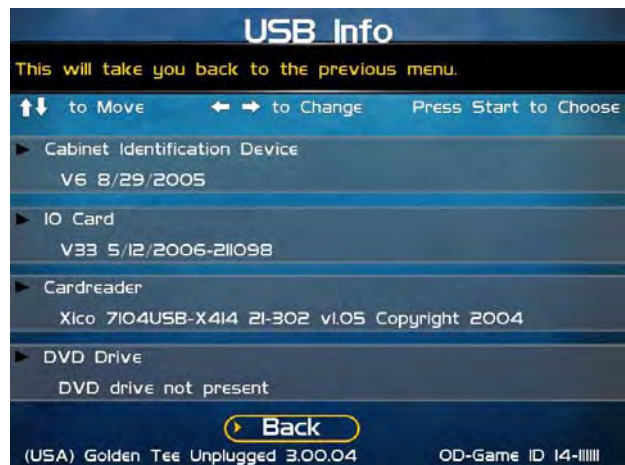 USB Info
This will take you back to the previous menu.
to Move to Change Press Start to Choose
Cabinet Identification Device
V6 8/29/2005
IO Card
V33 5/12/2006-211098
Cardreader
Xico 7104USB-X414 21-302 v1.05 Copyright 2004
DVD Drive
DVD drive not present
Back
(USA) Golden Tee Unplugged 3.00.04 OD-Game ID 14-111111